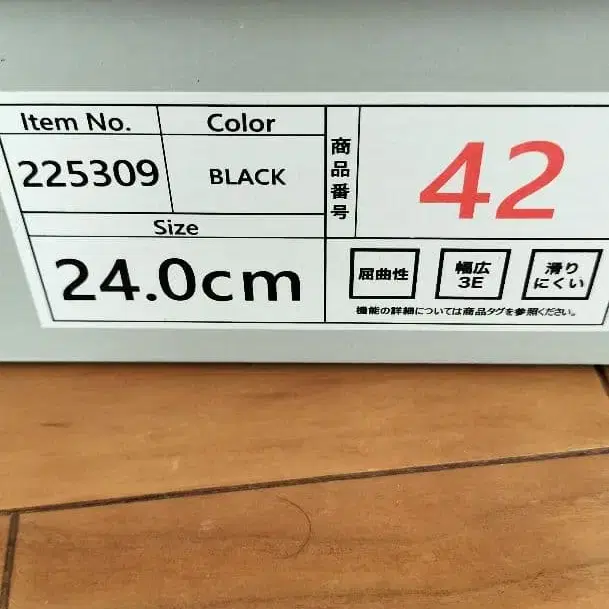 Item No.
Color
225309
BLACK
商品番号
42
Size
24.0cm
屈曲性
幅広
3E
滑り
にくい
機能の詳細については商品タグを参照ください。